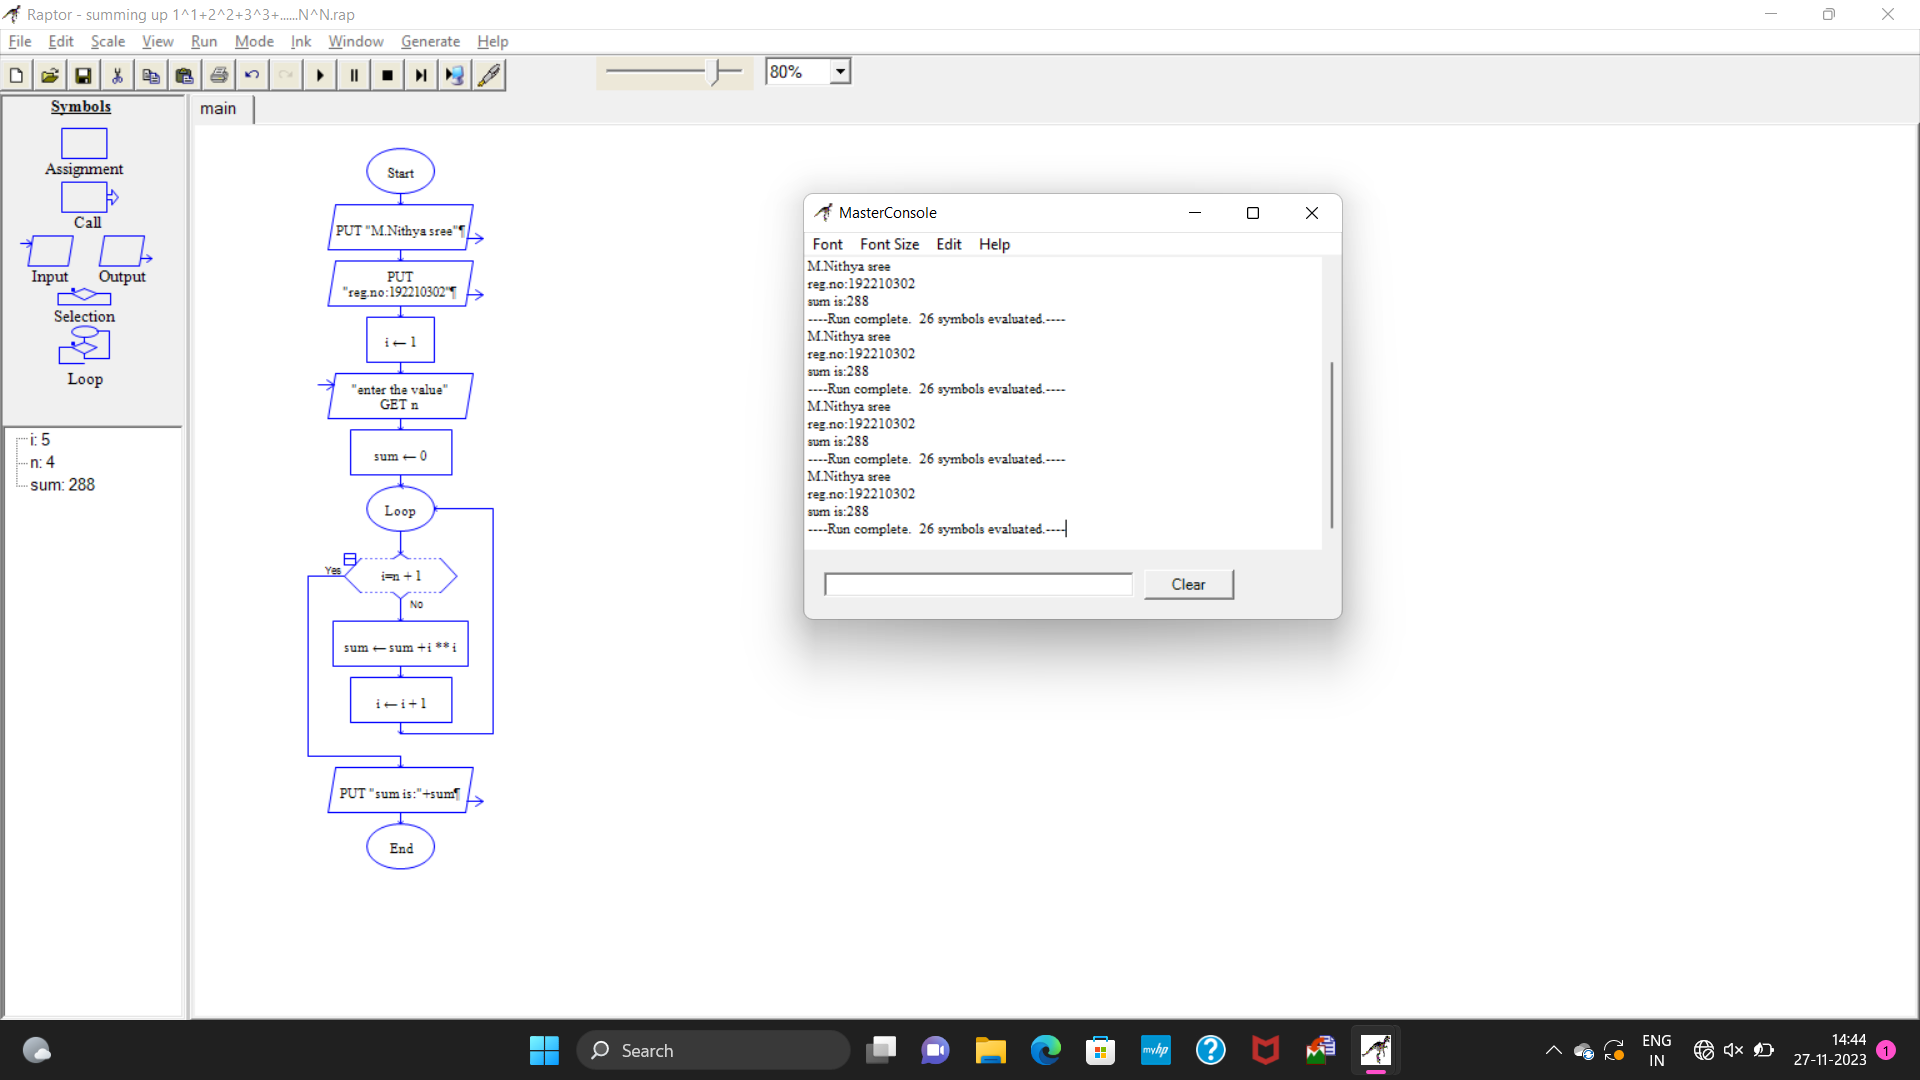 Raptor - summing up 1^1+2^2+3^3+......N^N.rap
File Edit Scale View Run Mode Ink Window Generate Help
80%
Symbols
Assignment
Call
Input Output
Selection
Loop
i: 5
n: 4
sum: 288
main
Start
PUT "M.Nithya sree"¶
PUT
"reg.no:192210302"¶
i ← 1
"enter the value"
GET n
sum ← 0
Loop
Yes
i=n + 1
No
sum ← sum +i ** i
i ← i + 1
PUT "sum is:"+sum¶
End
MasterConsole
Font Font Size Edit Help
M.Nithya sree
reg.no:192210302
sum is:288
----Run complete.  26 symbols evaluated.----
M.Nithya sree
reg.no:192210302
sum is:288
----Run complete.  26 symbols evaluated.----
M.Nithya sree
reg.no:192210302
sum is:288
----Run complete.  26 symbols evaluated.----
M.Nithya sree
reg.no:192210302
sum is:288
----Run complete.  26 symbols evaluated.----
Clear
Search
myhp
ENG
IN
14:44
27-11-2023
1